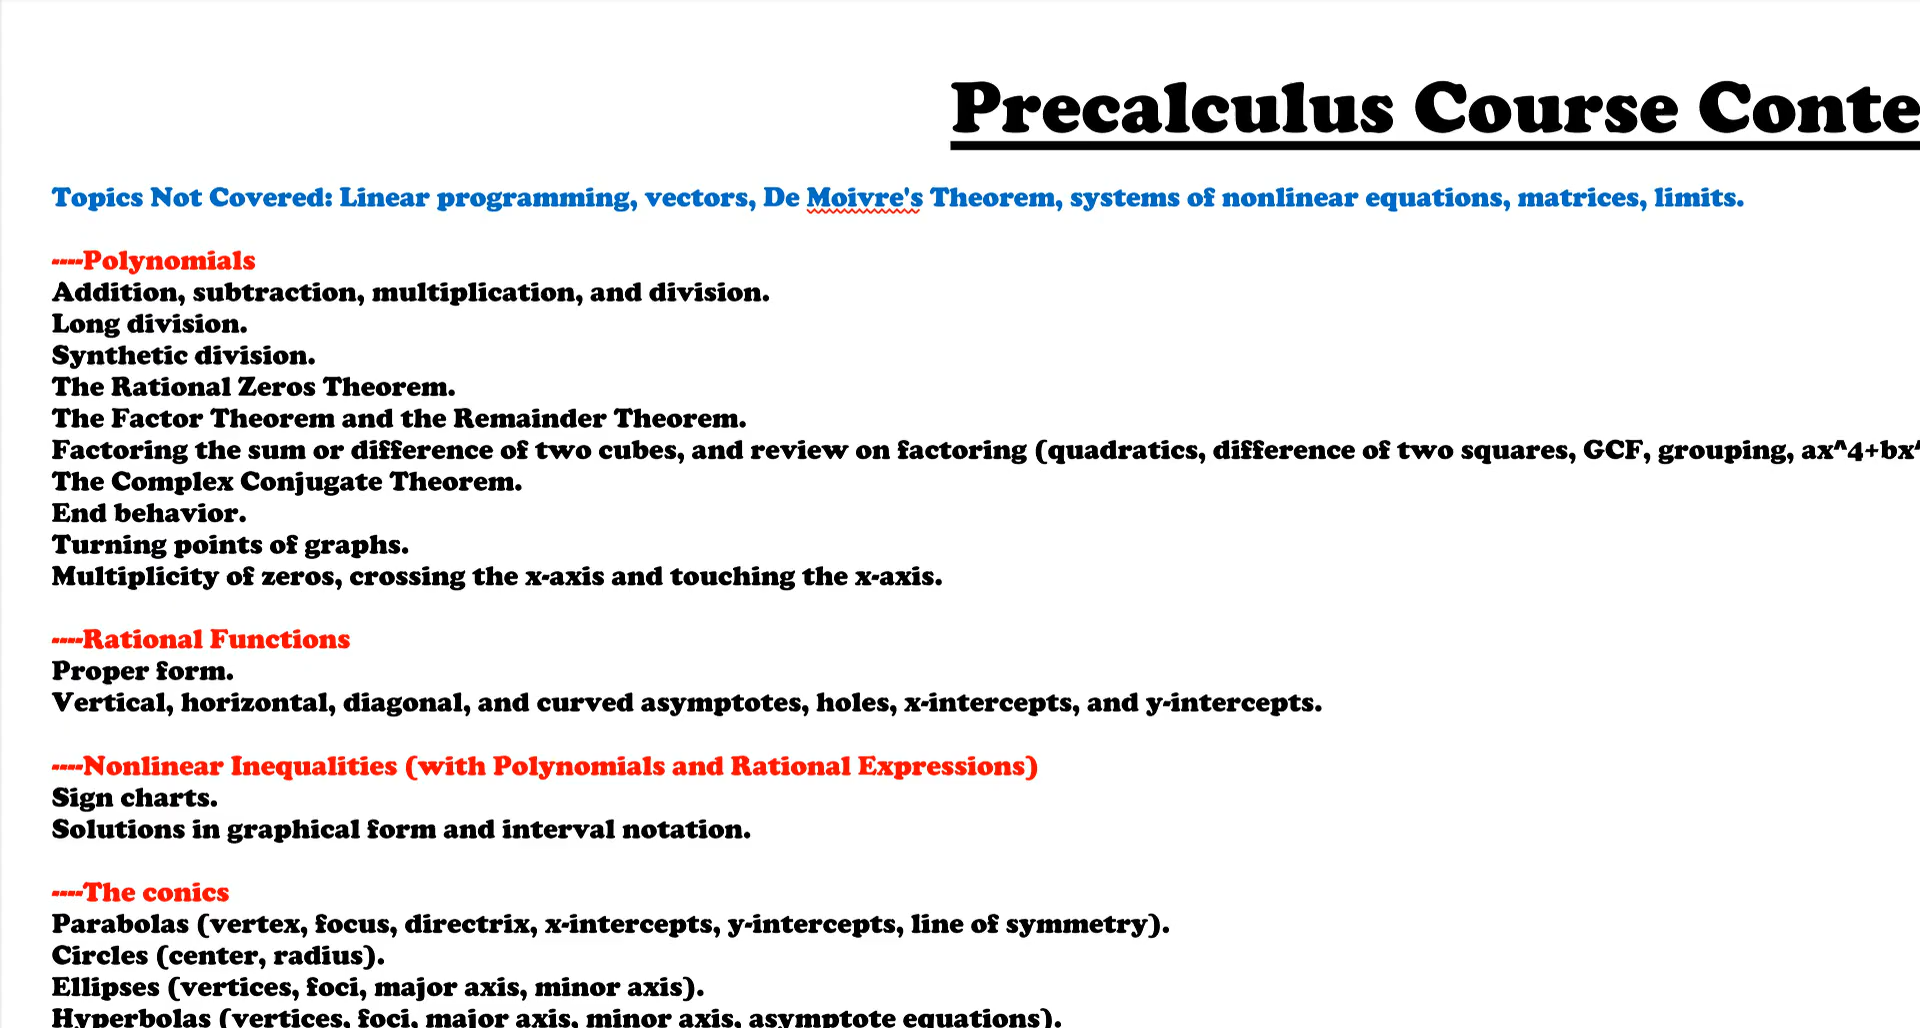 Precalculus Course Conte
Topics Not Covered: Linear programming, vectors, De Moivre's Theorem, systems of nonlinear equations, matrices, limits.
----Polynomials
Addition, subtraction, multiplication, and division.
Long division.
Synthetic division.
The Rational Zeros Theorem.
The Factor Theorem and the Remainder Theorem.
Factoring the sum or difference of two cubes, and review on factoring (quadratics, difference of two squares, GCF, grouping, ax^4+bx^
The Complex Conjugate Theorem.
End behavior.
Turning points of graphs.
Multiplicity of zeros, crossing the x-axis and touching the x-axis.
----Rational Functions
Proper form.
Vertical, horizontal, diagonal, and curved asymptotes, holes, x-intercepts, and y-intercepts.
----Nonlinear Inequalities (with Polynomials and Rational Expressions)
Sign charts.
Solutions in graphical form and interval notation.
----The conics
Parabolas (vertex, focus, directrix, x-intercepts, y-intercepts, line of symmetry).
Circles (center, radius).
Ellipses (vertices, foci, major axis, minor axis).
Hyperbolas (vertices, foci, major axis, minor axis, asymptote equations).